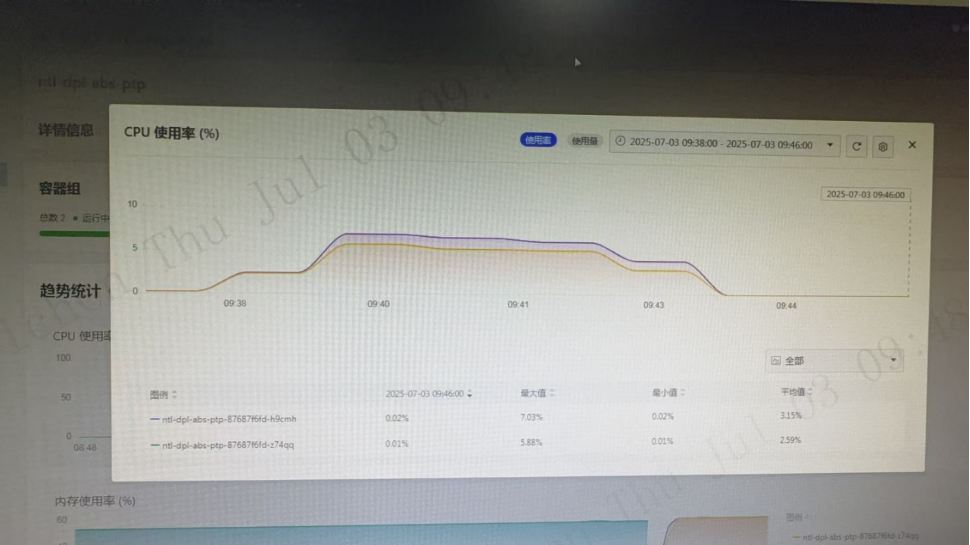 ntl-dpl-abs-ptp
详情信息
CPU 使用率 (%)
使用率
使用量
2025-07-03 09:38:00 - 2025-07-03 09:46:00
容器组
总数 2
运行中
2025-07-03 09:46:00
10
5
0
09:38
09:40
09:41
09:43
09:44
趋势统计
CPU 使用率
100
50
0
全部
图例
2025-07-03 09:46:00
最大值
最小值
平均值
ntl-dpl-abs-ptp-87687f6fd-h9cmh
0.02%
7.03%
0.02%
3.15%
ntl-dpl-abs-ptp-87687f6fd-z74qq
0.01%
5.88%
0.01%
2.59%
内存使用率 (%)
60
图例
ntl-dpl-abs-ptp-87687f6fd-z74qq
Thu Jul 03 09